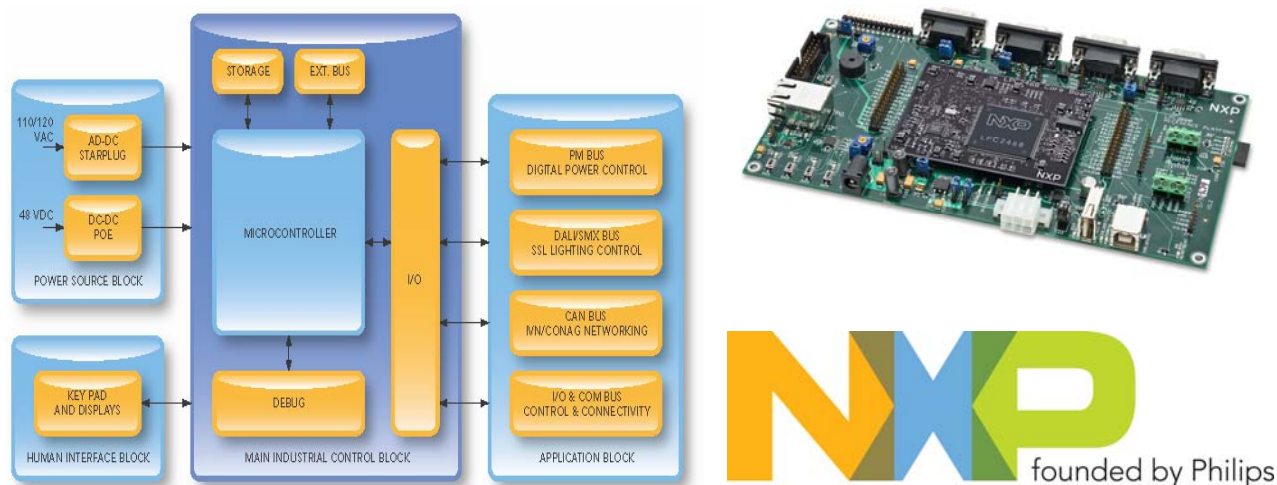 STORAGE
EXT. BUS
110/120
VAC
AD-DC
STARPLUG
48 VDC
DC-DC
POE
POWER SOURCE BLOCK
MICROCONTROLLER
I/O
DEBUG
MAIN INDUSTRIAL CONTROL BLOCK
KEY PAD
AND DISPLAYS
HUMAN INTERFACE BLOCK
PM BUS
DIGITAL POWER CONTROL
DALI/SMX BUS
SSL LIGHTING CONTROL
CAN BUS
IVN/CONAG NETWORKING
I/O & COM BUS
CONTROL & CONNECTIVITY
APPLICATION BLOCK
NXP
NXP
NXP
NXP
founded by Philips